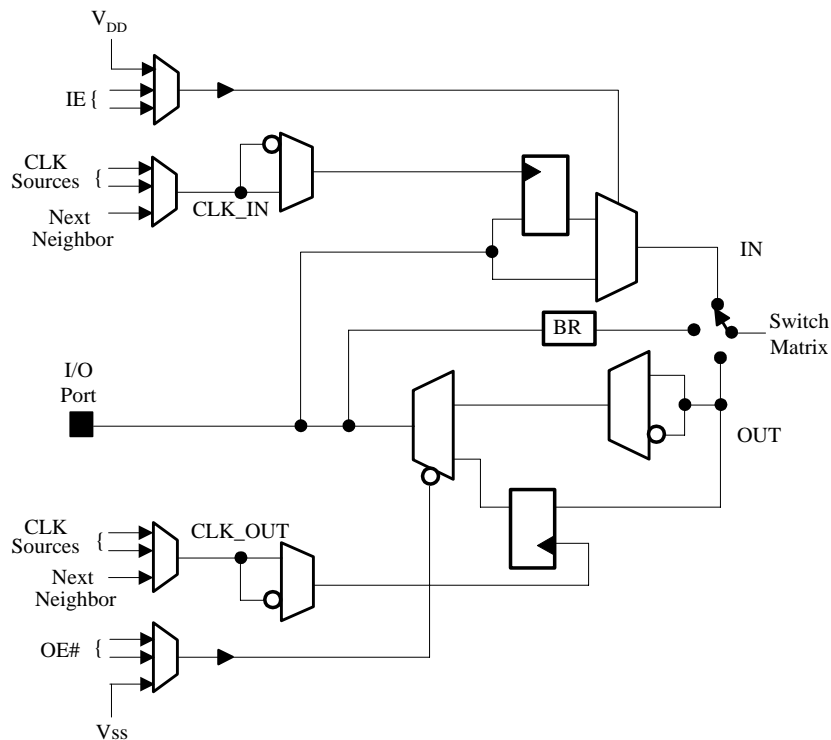 V_DD
IE {
CLK
Sources
{
Next
Neighbor
CLK_IN
IN
BR
Switch
Matrix
I/O
Port
OUT
CLK
Sources
{
CLK_OUT
Next
Neighbor
OE#
{
Vss